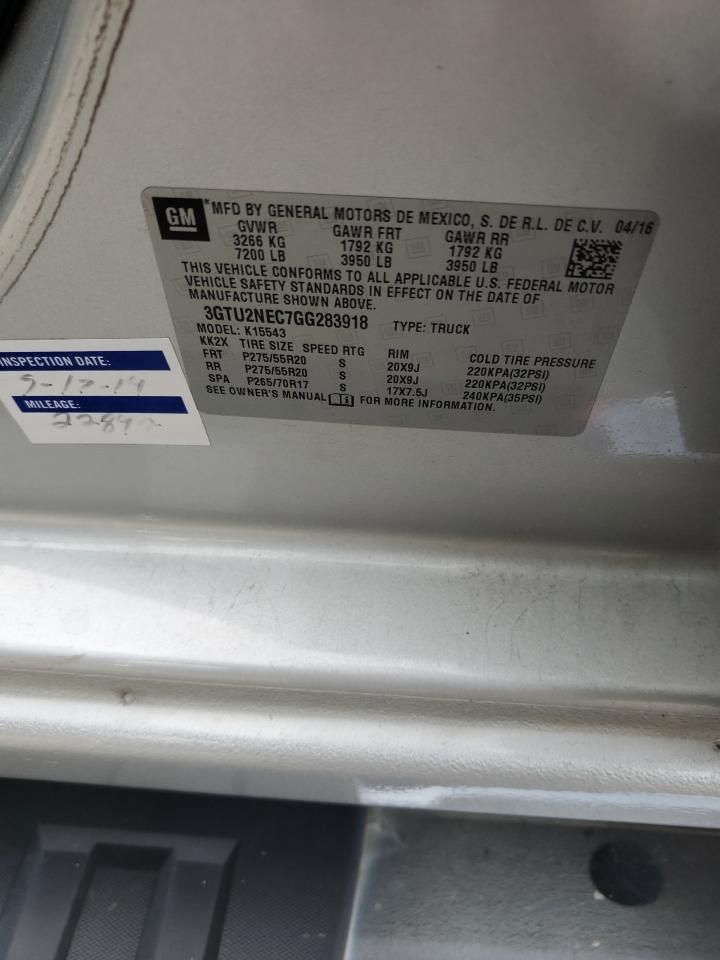 GM
*MFD BY GENERAL MOTORS DE MEXICO, S. DE R.L. DE C.V. 04/16
GVWR GAWR FRT GAWR RR
3266 KG 1792 KG 1792 KG
7200 LB 3950 LB 3950 LB
THIS VEHICLE CONFORMS TO ALL APPLICABLE U.S. FEDERAL MOTOR
VEHICLE SAFETY STANDARDS IN EFFECT ON THE DATE OF
MANUFACTURE SHOWN ABOVE.
3GTU2NEC7GG283918 TYPE: TRUCK
MODEL: K15543
KK2X TIRE SIZE SPEED RTG RIM COLD TIRE PRESSURE
FRT P275/55R20 S 20X9J 220KPA(32PSI)
RR P275/55R20 S 20X9J 220KPA(32PSI)
SPA P265/70R17 S 17X7.5J 240KPA(35PSI)
SEE OWNER'S MANUAL FOR MORE INFORMATION.
INSPECTION DATE:
9-17-19
MILEAGE:
22892